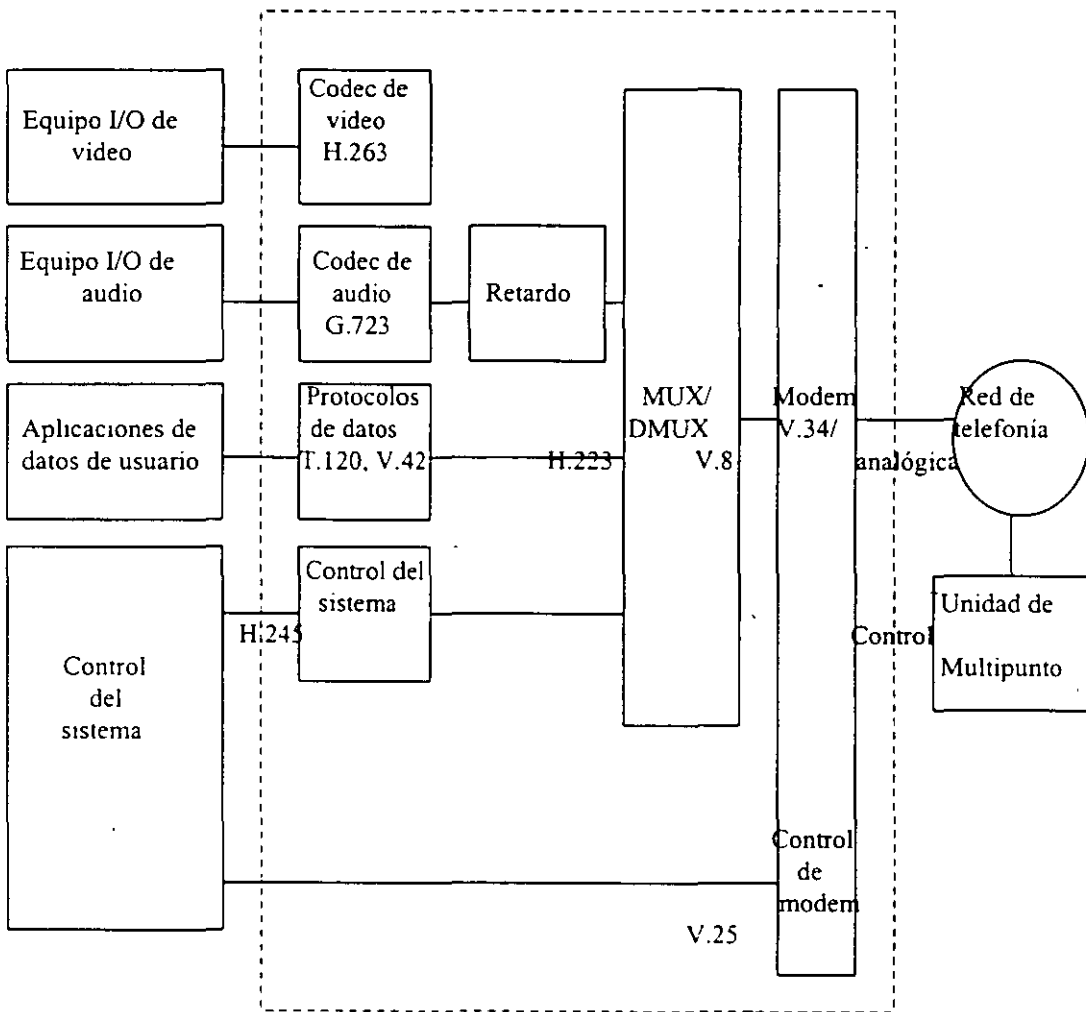 Equipo I/O de
video
Codec de
video
H.263
Equipo I/O de
audio
Codec de
audio
G.723
Retardo
Aplicaciones de
datos de usuario
Protocolos
de datos
T.120, V.42
H.223
MUX/
DMUX
V.8
Modem
V.34/
Red de
telefonía
analógica
Control del
sistema
H.245
Control
del
sistema
Control
Unidad de
Multipunto
Control
de
modem
V.25